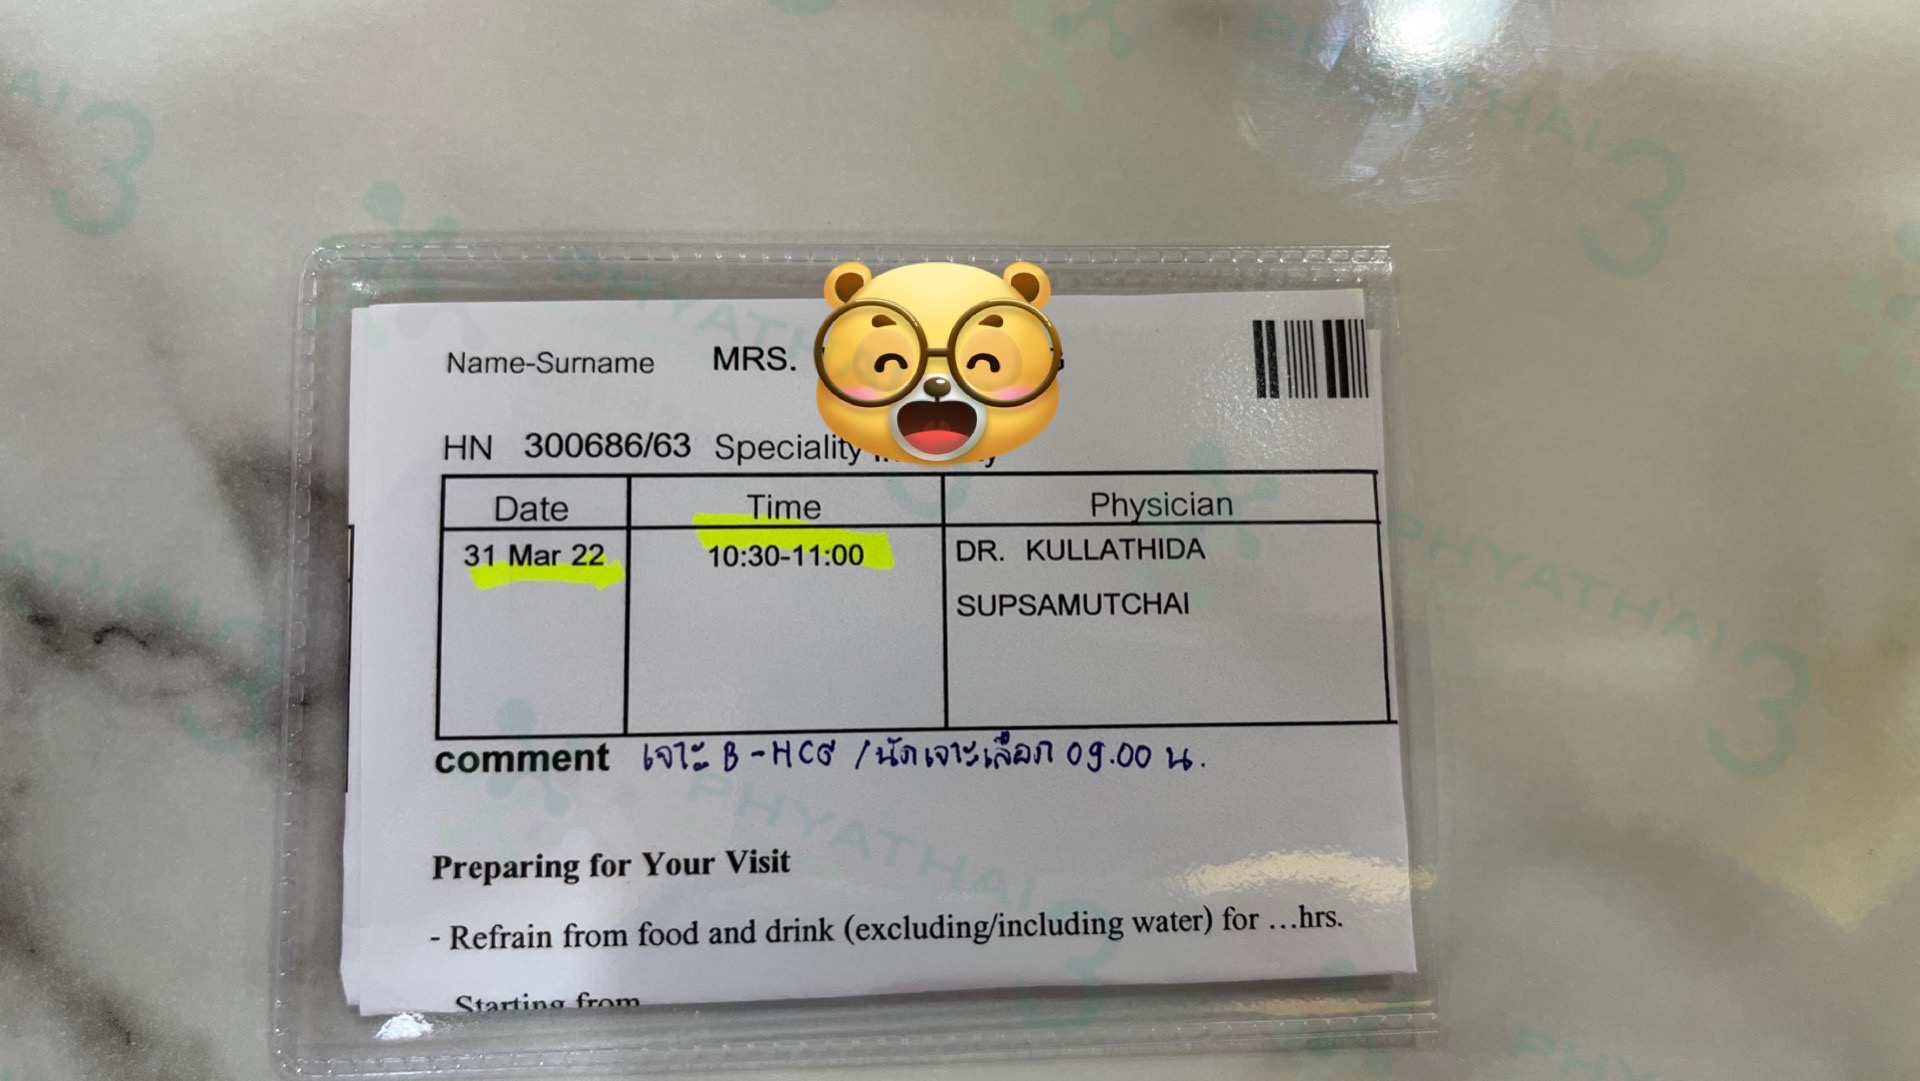 PHYATHAI 3
Name-Surname MRS.
HN 300686/63 Speciality
Date Time Physician
31 Mar 22 10:30-11:00 DR. KULLATHIDA
SUPSAMUTCHAI
comment เจาะ B-HCG / นัดเจาะเลือด 09.00 น.
Preparing for Your Visit
- Refrain from food and drink (excluding/including water) for ...hrs.
Starting from